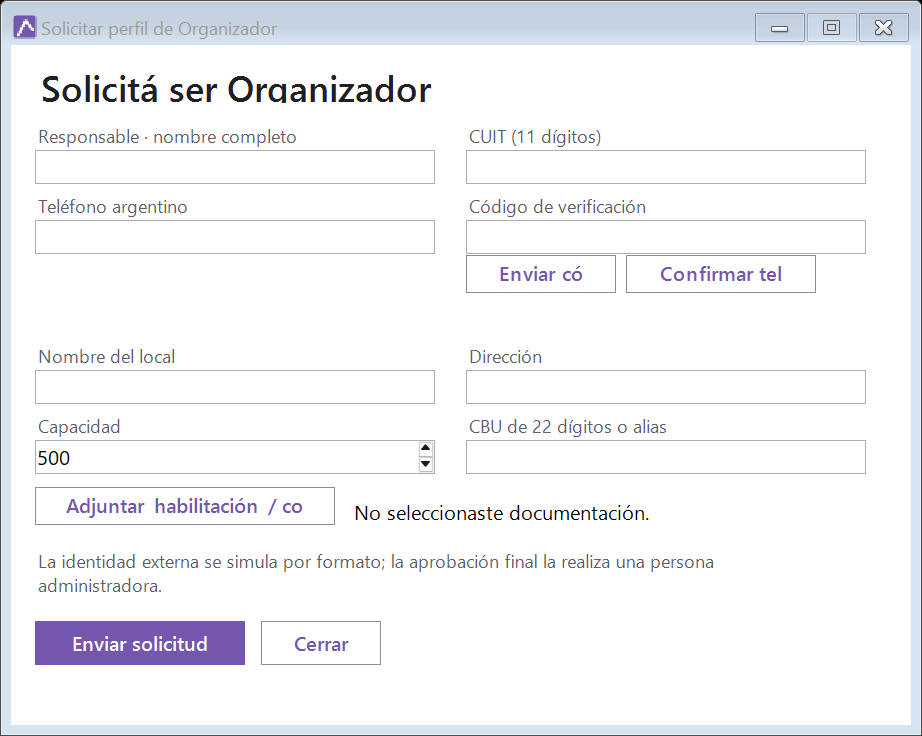 Solicitar perfil de Organizador
Solicitá ser Organizador
Responsable · nombre completo
CUIT (11 dígitos)
Teléfono argentino
Código de verificación
Enviar có
Confirmar tel
Nombre del local
Dirección
Capacidad
CBU de 22 dígitos o alias
500
Adjuntar habilitación / co
No seleccionaste documentación.
La identidad externa se simula por formato; la aprobación final la realiza una persona
administradora.
Enviar solicitud
Cerrar